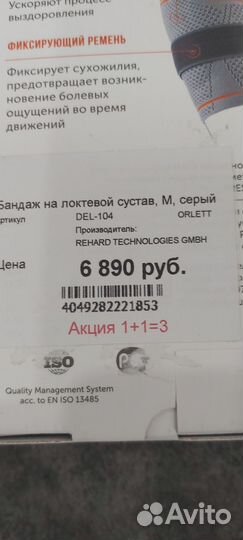 Ускоряют процесс
выздоровления
ФИКСИРУЮЩИЙ РЕМЕНЬ
Фиксирует сухожилия,
предотвращает возник-
новение болевых
ощущений во время
движений
Бандаж на локтевой сустав, М, серый
Артикул DEL-104 ORLETT
Производитель:
REHARD TECHNOLOGIES GMBH
Цена 6 890 руб.
4049282221853
Акция 1+1=3
ISO
Quality Management System
acc. to EN ISO 13485
Avito